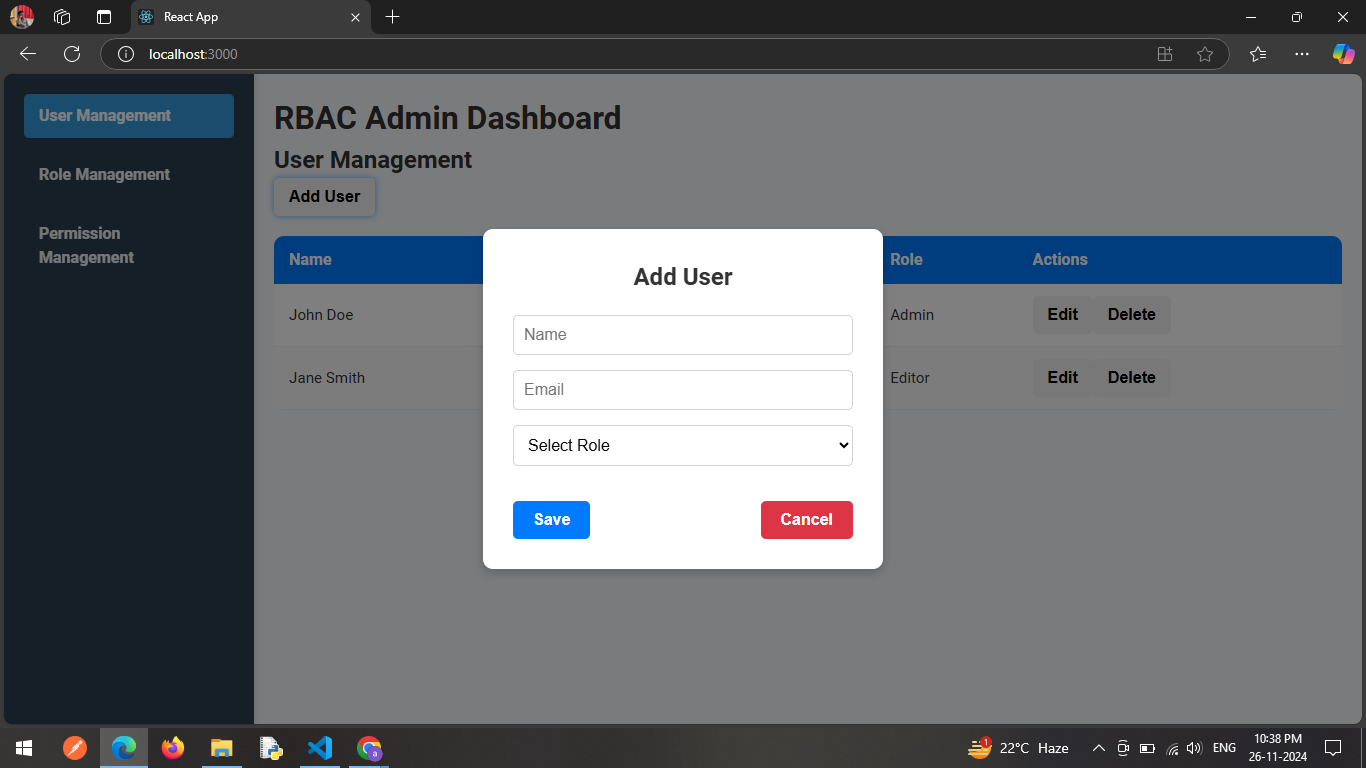 React App
localhost:3000
User Management
Role Management
Permission
Management
RBAC Admin Dashboard
User Management
Add User
Name
Role
Actions
John Doe
Admin
Edit
Delete
Jane Smith
Editor
Edit
Delete
Add User
Name
Email
Select Role
Save
Cancel
1
22°C Haze
ENG
10:38 PM
26-11-2024